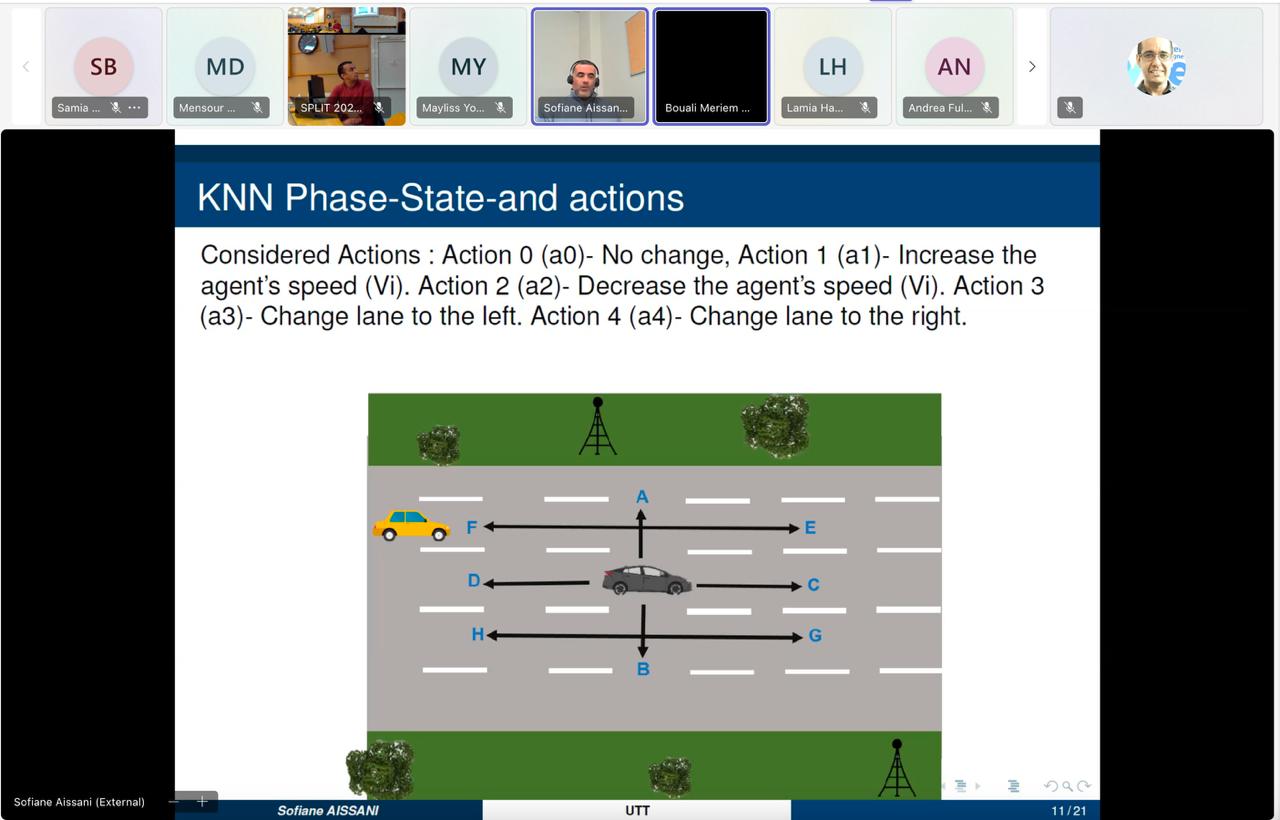 SB
Samia ...
MD
Mensour ...
SPLIT 202...
MY
Mayliss Yo...
Sofiane Aissan...
Bouali Meriem ...
LH
Lamia Ha...
AN
Andrea Ful...
KNN Phase-State-and actions
Considered Actions : Action 0 (a0)- No change, Action 1 (a1)- Increase the
agent's speed (Vi). Action 2 (a2)- Decrease the agent's speed (Vi). Action 3
(a3)- Change lane to the left. Action 4 (a4)- Change lane to the right.
A
F
E
D
C
H
G
B
Sofiane Aissani (External)
Sofiane AISSANI
UTT
11/21